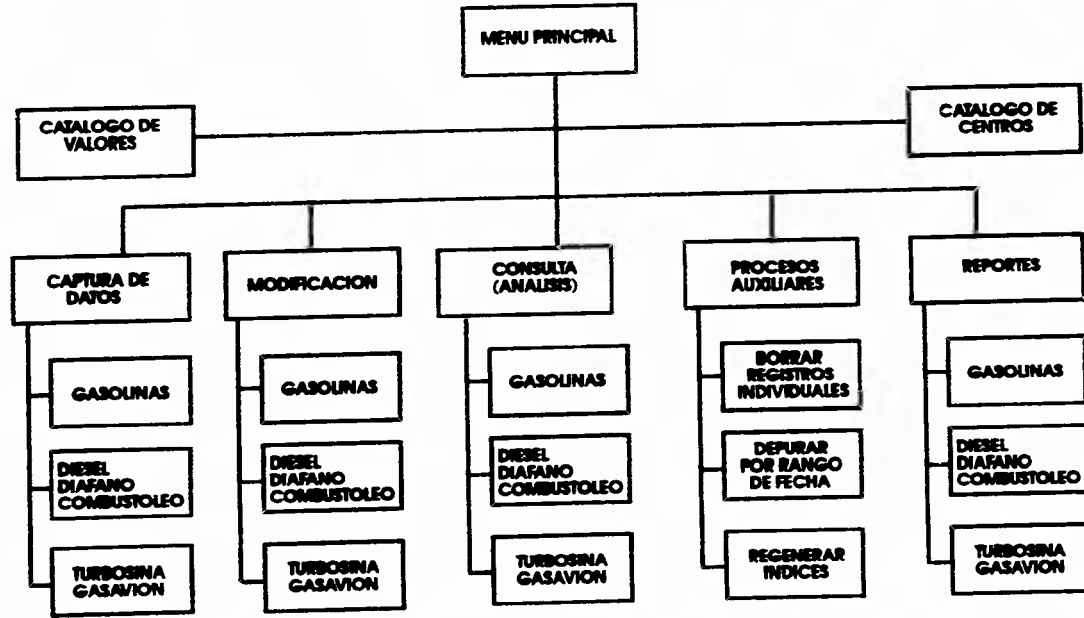 MENU PRINCIPAL
CATALOGO DE
VALORES
CATALOGO DE
CENTROS
CAPTURA DE
DATOS
MODIFICACION
CONSULTA
(ANALISIS)
PROCESOS
AUXILIARES
REPORTES
GASOLINAS
DIESEL
DIAFANO
COMBUSTOLEO
TURBOSINA
GASAVION
GASOLINAS
DIESEL
DIAFANO
COMBUSTOLEO
TURBOSINA
GASAVION
GASOLINAS
DIESEL
DIAFANO
COMBUSTOLEO
TURBOSINA
GASAVION
BORRAR
REGISTROS
INDIVIDUALES
DEPURAR
POR RANGO
DE FECHA
REGENERAR
INDICES
GASOLINAS
DIESEL
DIAFANO
COMBUSTOLEO
TURBOSINA
GASAVION